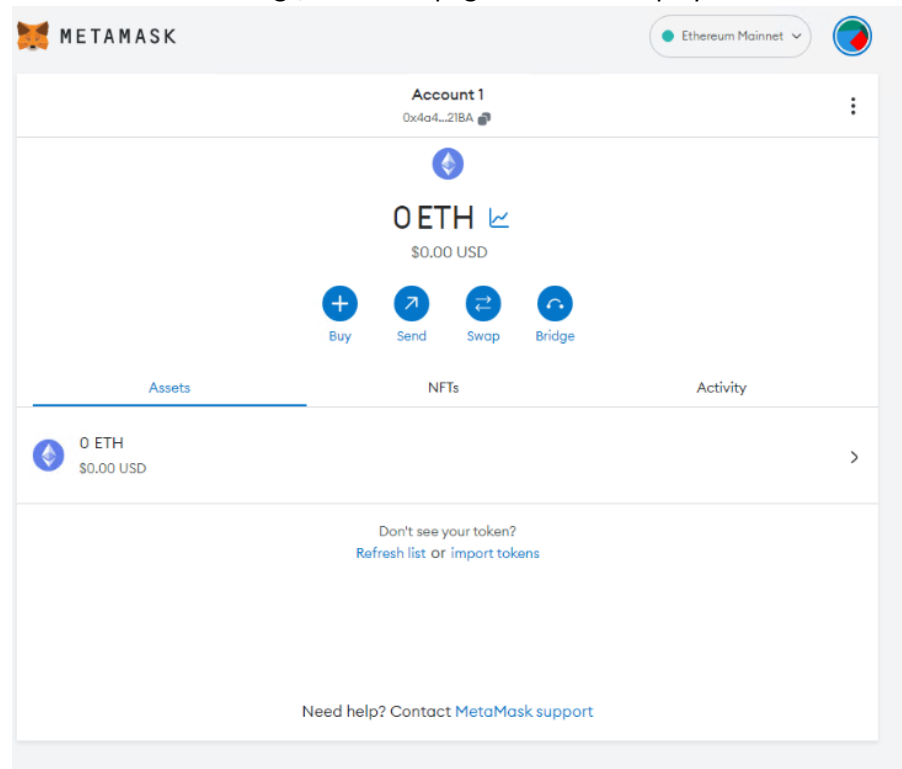 METAMASK
Ethereum Mainnet
Account 1
0x4a4...21BA
0 ETH
$0.00 USD
Buy Send Swap Bridge
Assets NFTs Activity
0 ETH
$0.00 USD
Don't see your token?
Refresh list or import tokens
Need help? Contact MetaMask support